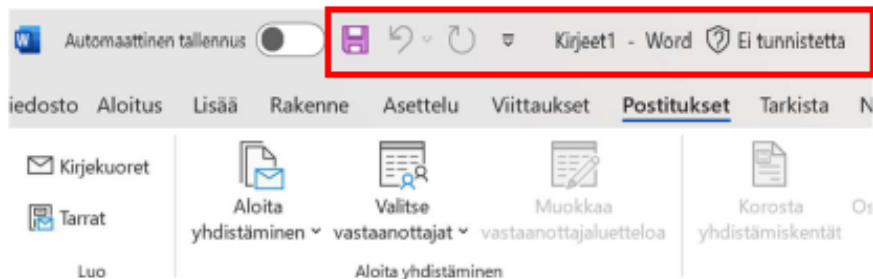 Automaattinen tallennus Kirjeet1 - Word Ei tunnistetta
iedosto Aloitus Lisää Rakenne Asettelu Viittaukset Postitukset Tarkista N
Kirjekuoret
Tarrat
Luo
Aloita
yhdistäminen
Valitse
vastaanottajat
Muokkaa
vastaanottajaluetteloa
Aloita yhdistäminen
Korosta
yhdistämiskentät
Os